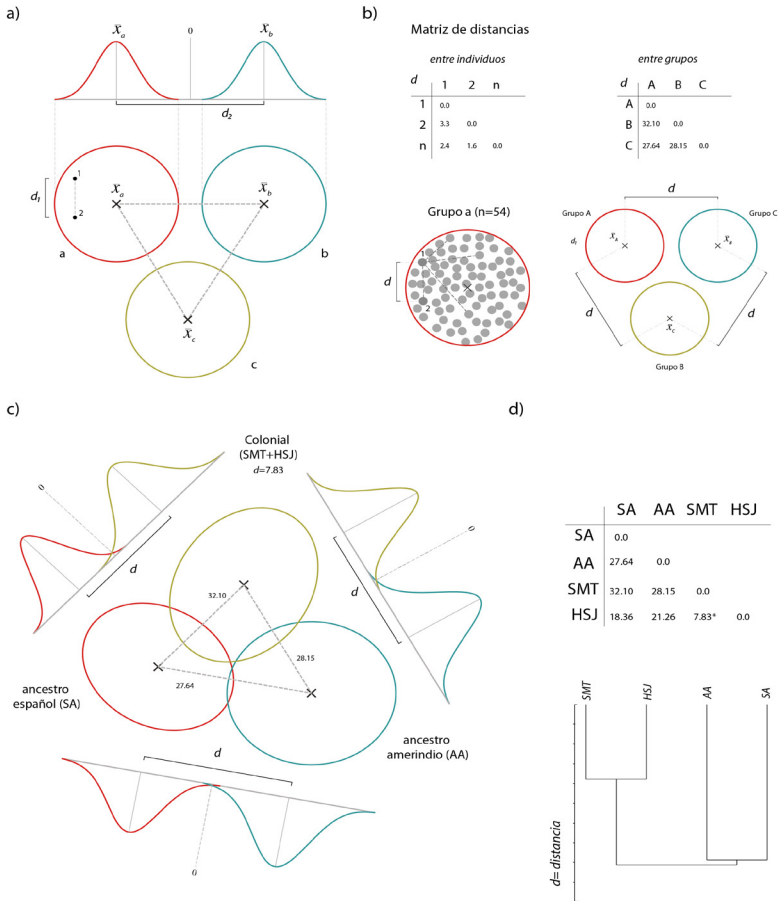 a)
x̄a
0
x̄b
d2
d1
1
2
x̄a
x̄b
a
b
x̄c
c
b)
Matriz de distancias
entre individuos
d 1 2 n
1 0.0
2 3.3 0.0
n 2.4 1.6 0.0
entre grupos
d A B C
A 0.0
B 32.10 0.0
C 27.64 28.15 0.0
Grupo a (n=54)
d
1
2
d
Grupo A
Grupo C
d1
x̄A
x̄B
d
d
x̄C
Grupo B
c)
Colonial
(SMT+HSJ)
d=7.83
0
d
0
d
32.10
28.15
27.64
ancestro
español (SA)
ancestro
amerindio (AA)
d
0
d)
SA AA SMT HSJ
SA 0.0
AA 27.64 0.0
SMT 32.10 28.15 0.0
HSJ 18.36 21.26 7.83* 0.0
SMT
HSJ
AA
SA
d= distancia